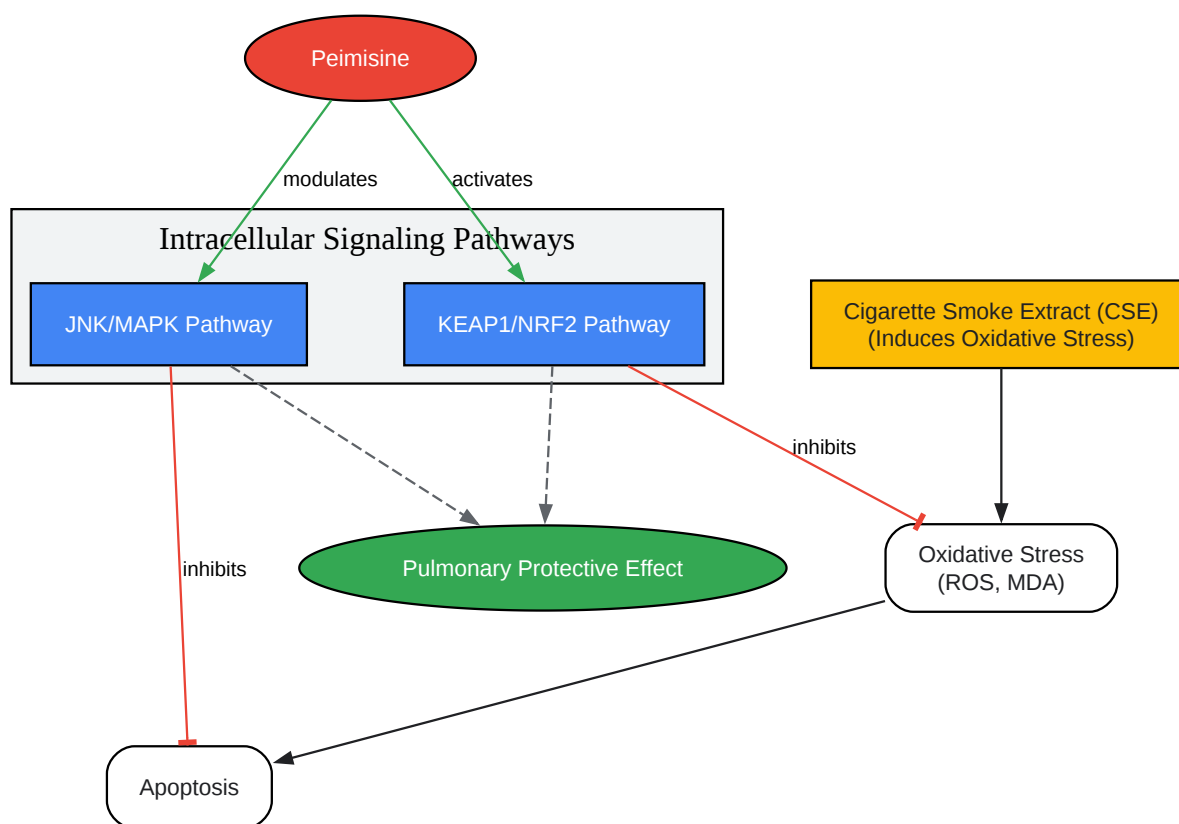 Peimisine
modulates
activates
Intracellular Signaling Pathways
JNK/MAPK Pathway
KEAP1/NRF2 Pathway
Cigarette Smoke Extract (CSE)
(Induces Oxidative Stress)
inhibits
inhibits
Pulmonary Protective Effect
Oxidative Stress
(ROS, MDA)
Apoptosis